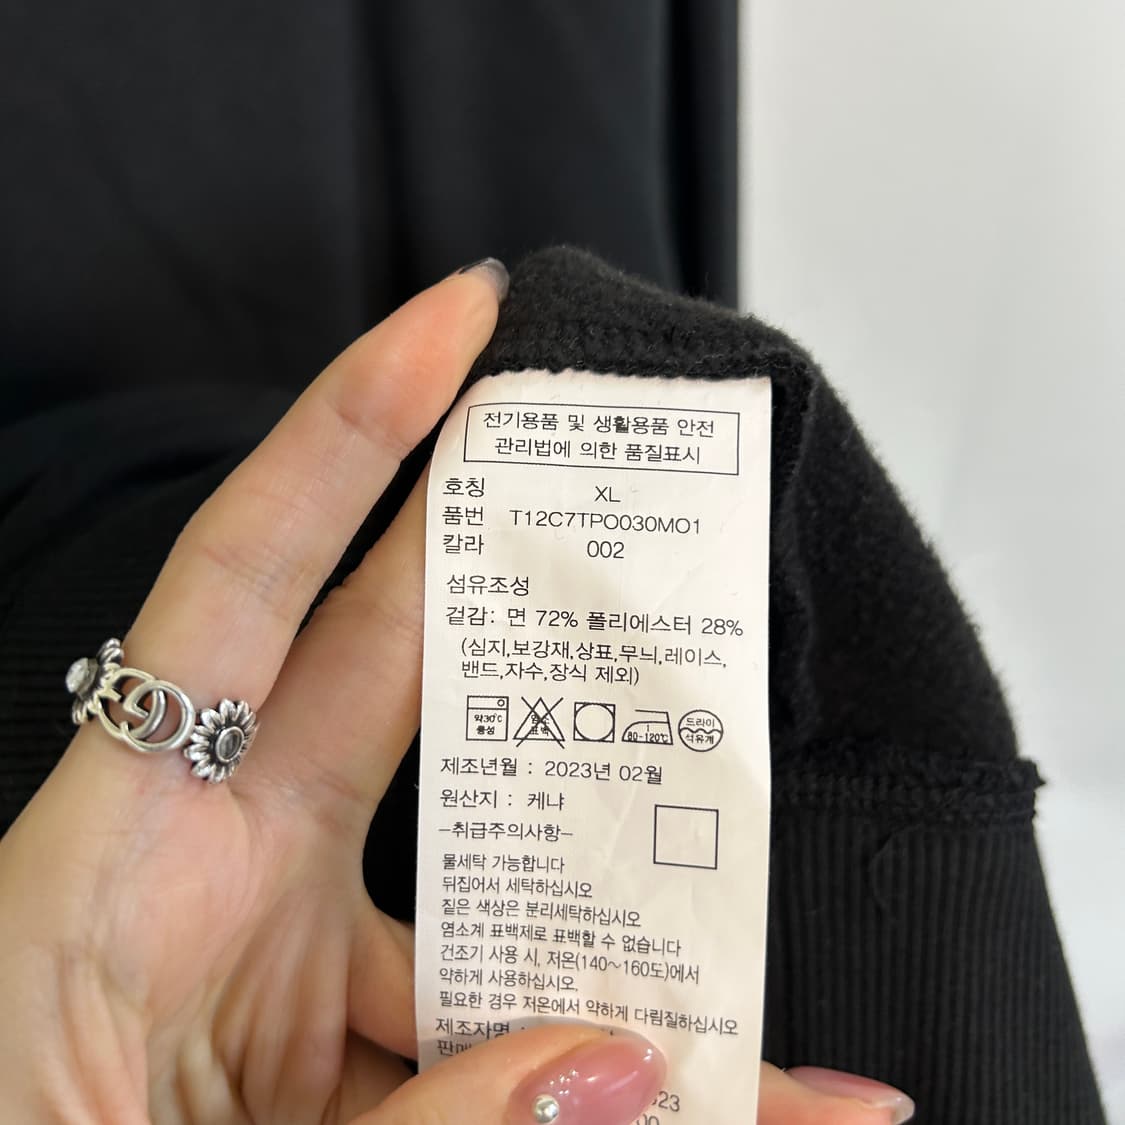 전기용품 및 생활용품 안전
관리법에 의한 품질표시
호칭 XL
품번 T12C7TPO030MO1
칼라 002
섬유조성
겉감: 면 72% 폴리에스터 28%
(심지,보강재,상표,무늬,레이스,
밴드,자수,장식 제외)
약30℃
중성
염소
표백
80-120℃
드라이
석유계
제조년월 : 2023년 02월
원산지 : 케냐
-취급주의사항-
물세탁 가능합니다
뒤집어서 세탁하십시오
짙은 색상은 분리세탁하십시오
염소계 표백제로 표백할 수 없습니다
건조기 사용 시, 저온(140~160도)에서
약하게 사용하십시오.
필요한 경우 저온에서 약하게 다림질하십시오
제조자명